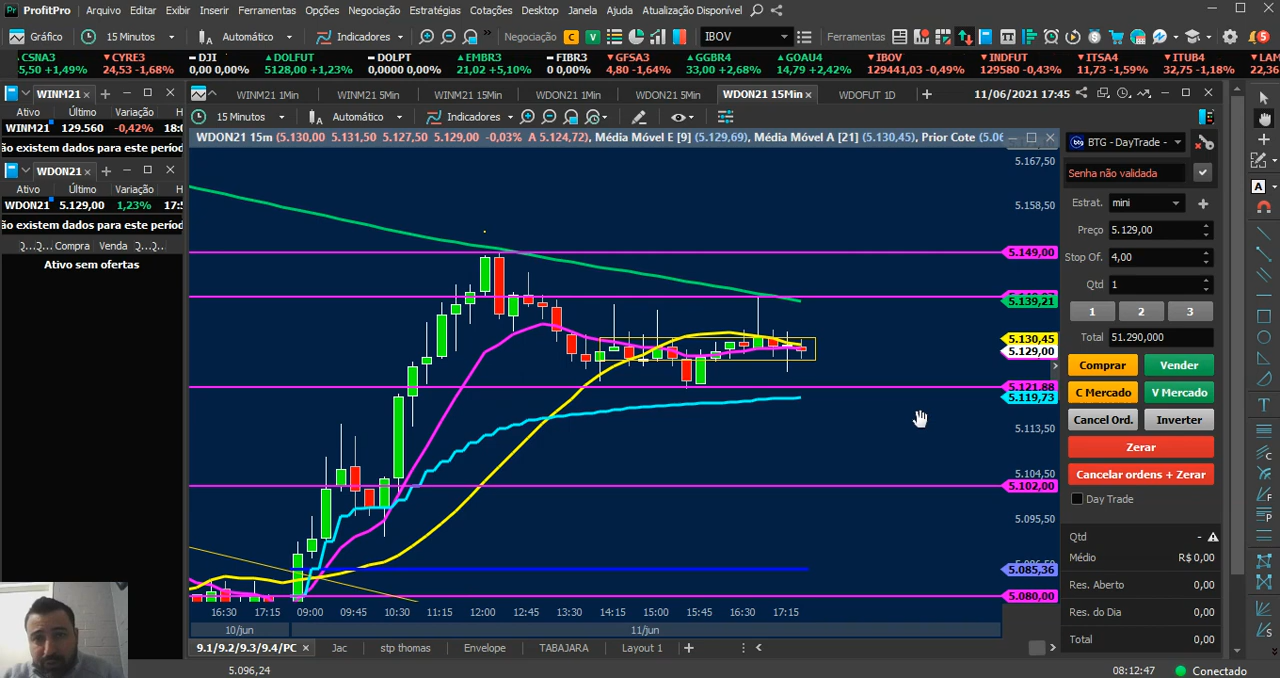 ProfitPro Arquivo Editar Exibir Inserir Ferramentas Opções Negociação Estratégias Cotações Desktop Janela Ajuda Atualização Disponível
Gráfico 15 Minutos Automático Indicadores Negociação C V IBOV Ferramentas 5
CSNA3 CYRE3 DJI DOLFUT DOLPT EMBR3 FIBR3 GFSA3 GGBR4 GOAU4 IBOV INDFUT ITSA4 ITUB4 LAM
5,50 +1,49% 24,53 -1,68% 0,00 0,00% 5128,00 +1,23% 0,0000 0,00% 21,02 +5,10% 0,00 0,00% 4,80 -1,64% 33,00 +2,68% 14,79 +2,42% 129441,03 -0,49% 129580 -0,43% 11,73 -1,59% 32,75 -1,18% 22,36
WINM21
Ativo Último Variação H
WINM21 129.560 -0,42% 18:0
ão existem dados para este períod
WDON21
Ativo Último Variação H
WDON21 5.129,00 1,23% 17:5
ão existem dados para este períod
Compra Venda
Ativo sem ofertas
WINM21 1Min WINM21 5Min WINM21 15Min WDON21 1Min WDON21 5Min WDON21 15Min WDOFUT 1D 11/06/2021 17:45
15 Minutos Automático Indicadores
WDON21 15m (5.130,00 5.131,50 5.127,50 5.129,00 -0,03% A 5.124,72), Média Móvel E [9] (5.129,69), Média Móvel A [21] (5.130,45), Prior Cote (5.06
5.167,50
5.158,50
5.149,00
5.139,21
5.130,45
5.129,00
5.121,88
5.119,73
5.113,50
5.104,50
5.102,00
5.095,50
5.085,36
5.080,00
16:30 17:15 09:00 09:45 10:30 11:15 12:00 12:45 13:30 14:15 15:00 15:45 16:30 17:15
10/jun 11/jun
9.1/9.2/9.3/9.4/PC Jac stp thomas Envelope TABAJARA Layout 1
BTG - DayTrade -
Senha não validada
Estrat. mini
Preço 5.129,00
Stop Of. 4,00
Qtd 1
1 2 3
Total 51.290,000
Comprar Vender
C Mercado V Mercado
Cancel Ord. Inverter
Zerar
Cancelar ordens + Zerar
Day Trade
Qtd -
Médio R$ 0,00
Res. Aberto 0,00
Res. do Dia 0,00
Total 0,00
5.096,24 08:12:47 Conectado